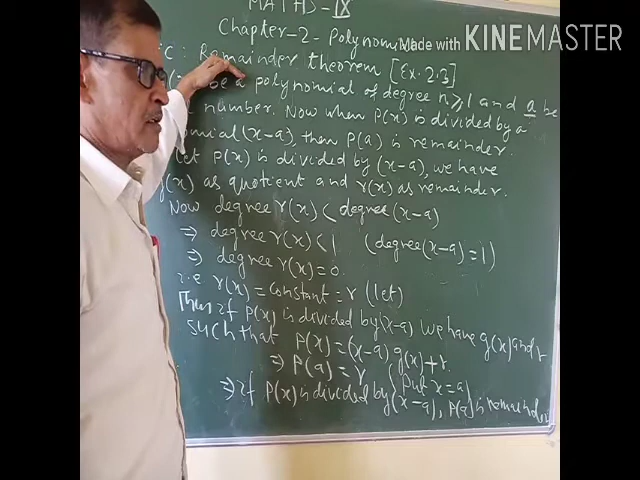 MATH-IX
Made with KINEMASTER
Chapter-2- Polynomial
C: Remainder theorem [Ex. 2.3]
be a polynomial of degree n⩾1 and a be
number. Now when P(x) is divided by a
nomial (x-a), then P(a) is remainder.
Let P(x) is divided by (x-a), we have
g(x) as quotient and r(x) as remainder.
Now degree r(x) < degree(x-a)
⇒ degree r(x) < 1 (degree(x-a)=1)
⇒ degree r(x) = 0.
i.e r(x) = constant = r (let)
Thus if P(x) is divided by (x-a) we have g(x) and r
such that P(x) = (x-a) g(x) + r.
⇒ P(a) = r {Put x = a}
⇒ if P(x) is divided by (x-a), P(a) is remainder